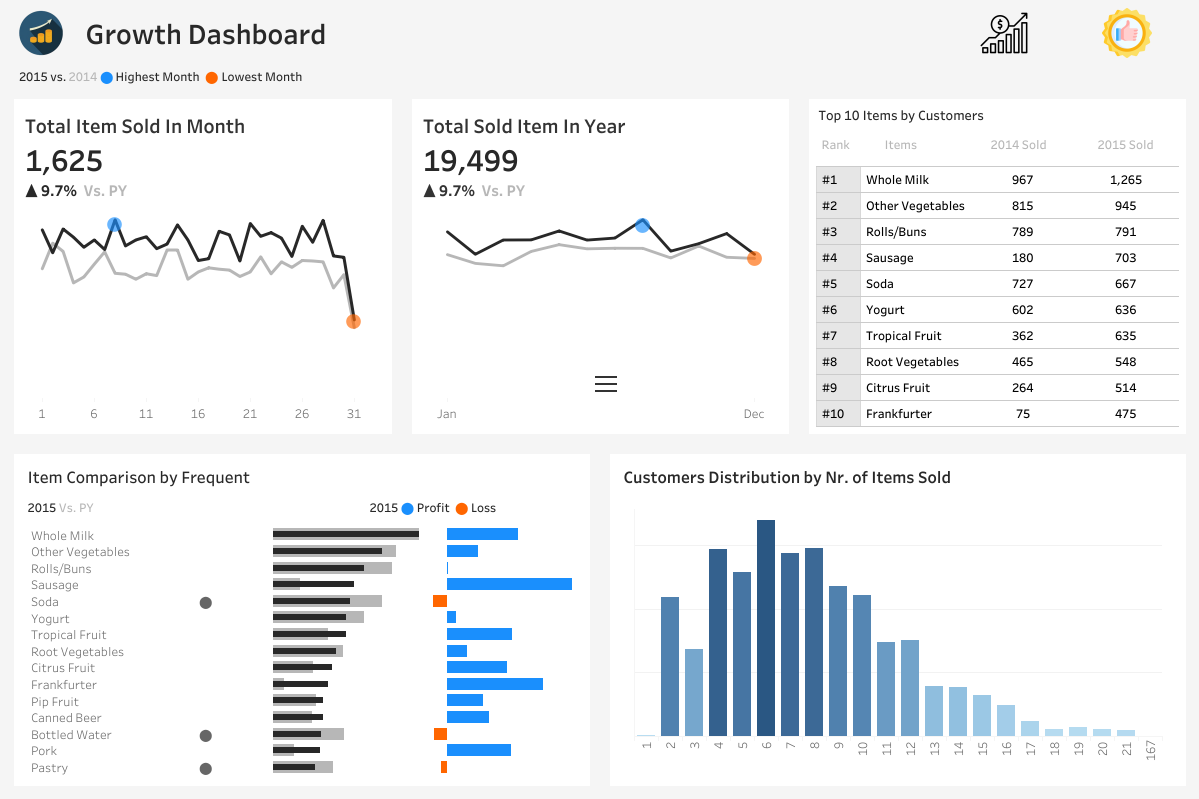 Growth Dashboard
2015 vs. 2014 Highest Month Lowest Month
Total Item Sold In Month
1,625
▲ 9.7% Vs. PY
1 6 11 16 21 26 31
Total Sold Item In Year
19,499
▲ 9.7% Vs. PY
Jan Dec
Top 10 Items by Customers
Rank Items 2014 Sold 2015 Sold
#1 Whole Milk 967 1,265
#2 Other Vegetables 815 945
#3 Rolls/Buns 789 791
#4 Sausage 180 703
#5 Soda 727 667
#6 Yogurt 602 636
#7 Tropical Fruit 362 635
#8 Root Vegetables 465 548
#9 Citrus Fruit 264 514
#10 Frankfurter 75 475
Item Comparison by Frequent
2015 Vs. PY 2015 Profit Loss
Whole Milk
Other Vegetables
Rolls/Buns
Sausage
Soda
Yogurt
Tropical Fruit
Root Vegetables
Citrus Fruit
Frankfurter
Pip Fruit
Canned Beer
Bottled Water
Pork
Pastry
Customers Distribution by Nr. of Items Sold
1 2 3 4 5 6 7 8 9 10 11 12 13 14 15 16 17 18 19 20 21 167